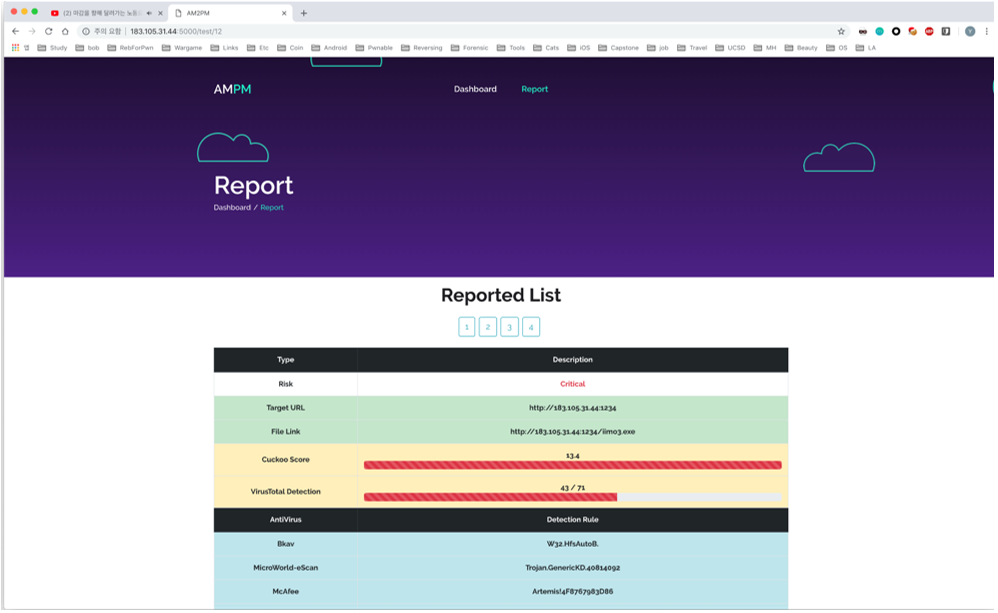 (2) 마감을 향해 달려가는 노동
AM2PM
주의 요함 | 183.105.31.44:5000/test/12
앱 Study bob RebForPwn Wargame Links Etc Coin Android Pwnable Reversing Forensic Tools Cats iOS Capstone job Travel UCSD MH Beauty OS LA
AMPM Dashboard Report
Report
Dashboard / Report
Reported List
1 2 3 4
Type Description
Risk Critical
Target URL http://183.105.31.44:1234
File Link http://183.105.31.44:1234/iimo3.exe
Cuckoo Score 13.4
VirusTotal Detection 43 / 71
AntiVirus Detection Rule
Bkav W32.HfsAutoB.
MicroWorld-eScan Trojan.GenericKD.40814092
McAfee Artemis!4F8767983D86